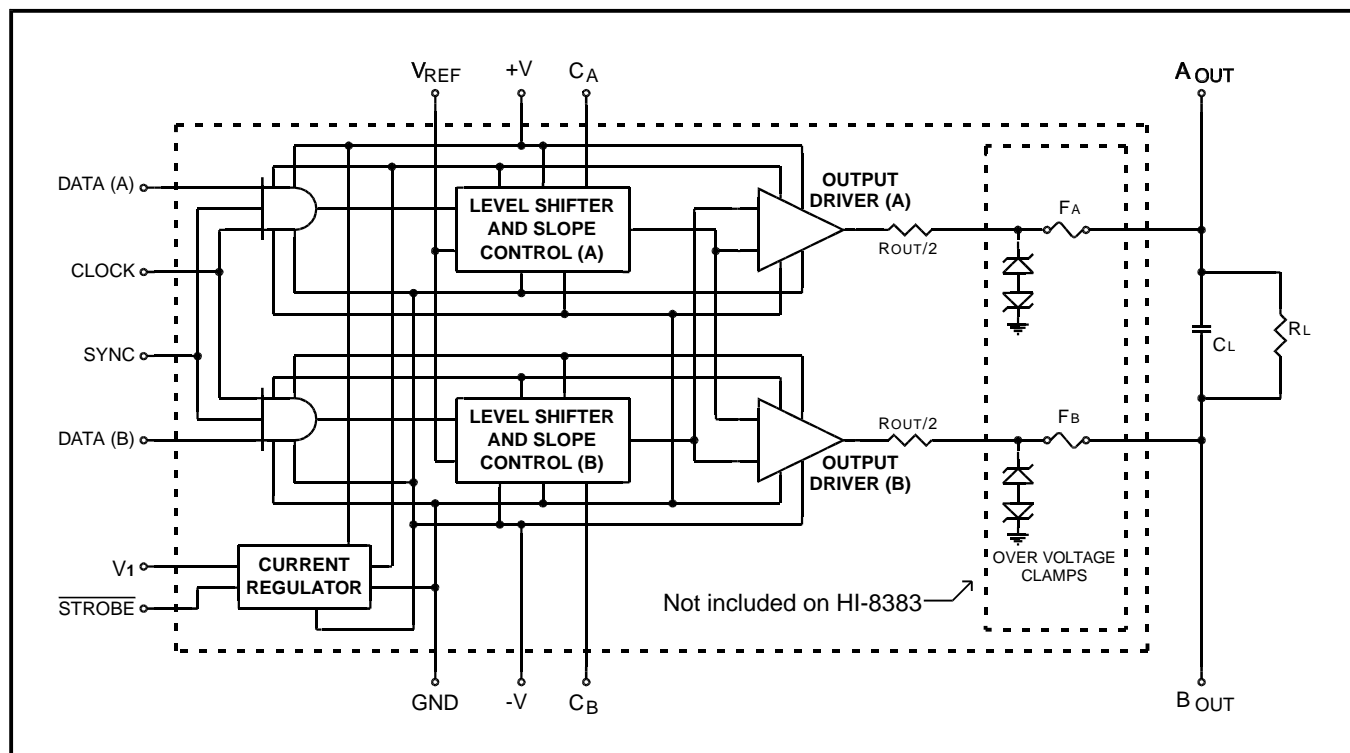 VREF
+V
CA
AOUT
DATA (A)
CLOCK
SYNC
DATA (B)
V1
STROBE
LEVEL SHIFTER
AND SLOPE
CONTROL (A)
OUTPUT
DRIVER (A)
ROUT/2
FA
CL
RL
LEVEL SHIFTER
AND SLOPE
CONTROL (B)
OUTPUT
DRIVER (B)
ROUT/2
FB
CURRENT
REGULATOR
OVER VOLTAGE
CLAMPS
Not included on HI-8383
GND
-V
CB
BOUT